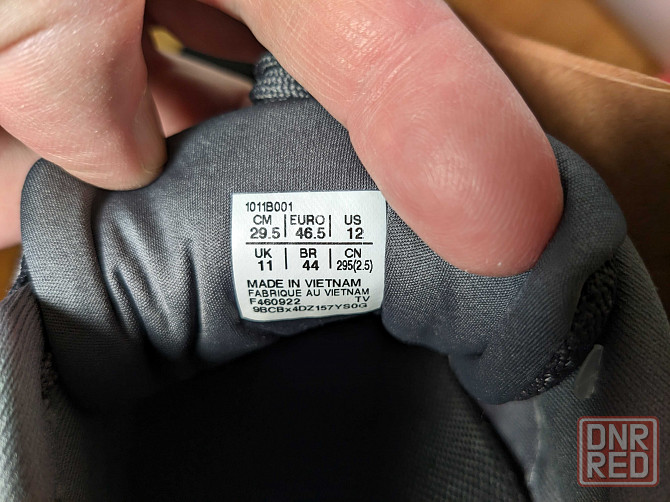 1011B001
CM EURO US
29.5 46.5 12
UK BR CN
11 44 295(2.5)
MADE IN VIETNAM
FABRIQUE AU VIETNAM
F460922 TV
9BCBx4DZ157YS0G
DNR
RED